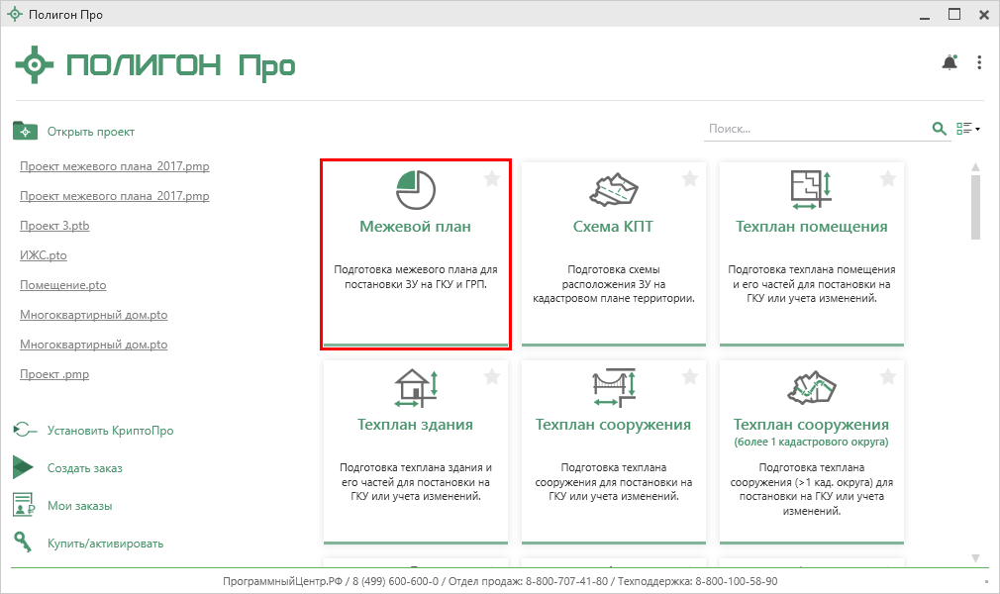 Полигон Про
ПОЛИГОН Про
Открыть проект
Поиск...
Проект межевого плана_2017.pmp
Проект межевого плана_2017.pmp
Проект 3.ptb
ИЖС.pto
Помещение.pto
Многоквартирный дом.pto
Многоквартирный дом.pto
Проект .pmp
Установить КриптоПро
Создать заказ
Мои заказы
Купить/активировать
Межевой план
Подготовка межевого плана для
постановки ЗУ на ГКУ и ГРП.
Схема КПТ
Подготовка схемы
расположения ЗУ на
кадастровом плане территории.
Техплан помещения
Подготовка техплана помещения
и его частей для постановки на
ГКУ или учета изменений.
Техплан здания
Подготовка техплана здания и
его частей для постановки на
ГКУ или учета изменений.
Техплан сооружения
Подготовка техплана
сооружения для постановки на
ГКУ или учета изменений.
Техплан сооружения
(более 1 кадастрового округа)
Подготовка техплана
сооружения (>1 кад. округа) для
постановки на ГКУ или учета
изменений.
ПрограммныйЦентр.РФ / 8 (499) 600-600-0 / Отдел продаж: 8-800-707-41-80 / Техподдержка: 8-800-100-58-90